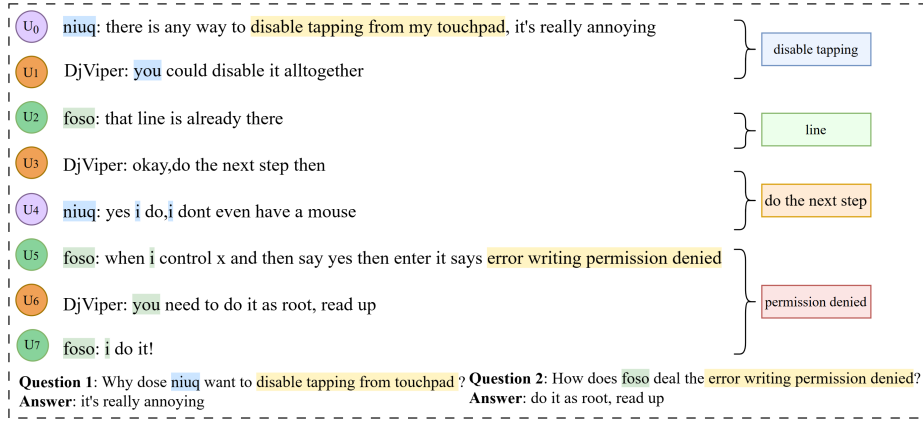 U0 niuq: there is any way to disable tapping from my touchpad, it's really annoying
disable tapping
U1 DjViper: you could disable it alltogether
U2 foso: that line is already there
line
U3 DjViper: okay,do the next step then
do the next step
U4 niuq: yes i do,i dont even have a mouse
U5 foso: when i control x and then say yes then enter it says error writing permission denied
U6 DjViper: you need to do it as root, read up
permission denied
U7 foso: i do it!
Question 1: Why dose niuq want to disable tapping from touchpad ?
Answer: it's really annoying
Question 2: How does foso deal the error writing permission denied?
Answer: do it as root, read up